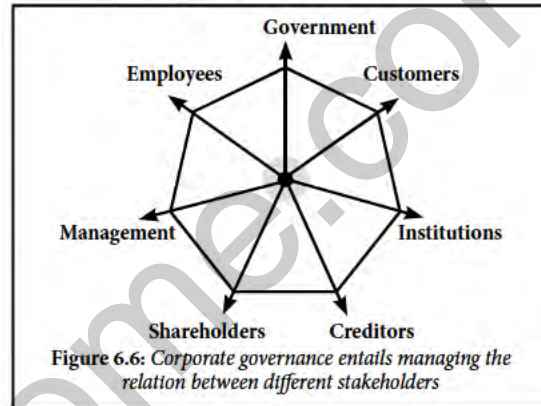 Government
Employees
Customers
Management
Institutions
Shareholders
Creditors
Figure 6.6: Corporate governance entails managing the
relation between different stakeholders